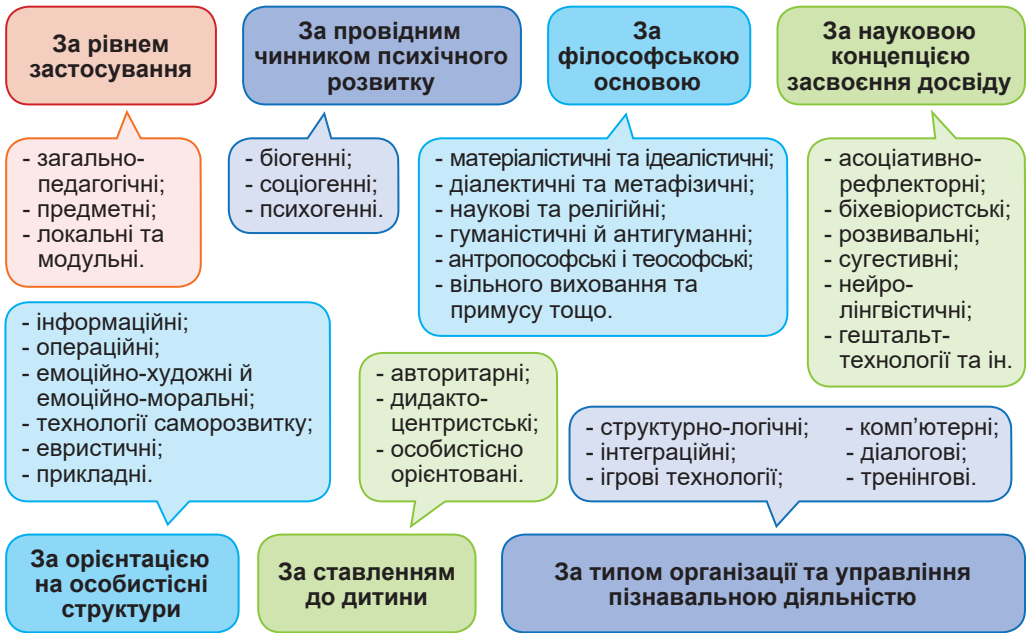 За рівнем
застосування
- загально-
педагогічні;
- предметні;
- локальні та
модульні.
За провідним
чинником психічного
розвитку
- біогенні;
- соціогенні;
- психогенні.
За
філософською
основою
- матеріалістичні та ідеалістичні;
- діалектичні та метафізичні;
- наукові та релігійні;
- гуманістичні й антигуманні;
- антропософські і теософські;
- вільного виховання та
примусу тощо.
За науковою
концепцією
засвоєння досвіду
- асоціативно-
рефлекторні;
- біхевіористські;
- розвивальні;
- сугестивні;
- нейро-
лінгвістичні;
- гештальт-
технології та ін.
- інформаційні;
- операційні;
- емоційно-художні й
емоційно-моральні;
- технології саморозвитку;
- евристичні;
- прикладні.
За орієнтацією
на особистісні
структури
- авторитарні;
- дидакто-
центристські;
- особистісно
орієнтовані.
За ставленням
до дитини
- структурно-логічні;
- інтеграційні;
- ігрові технології;
- комп’ютерні;
- діалогові;
- тренінгові.
За типом організації та управління
пізнавальною діяльністю